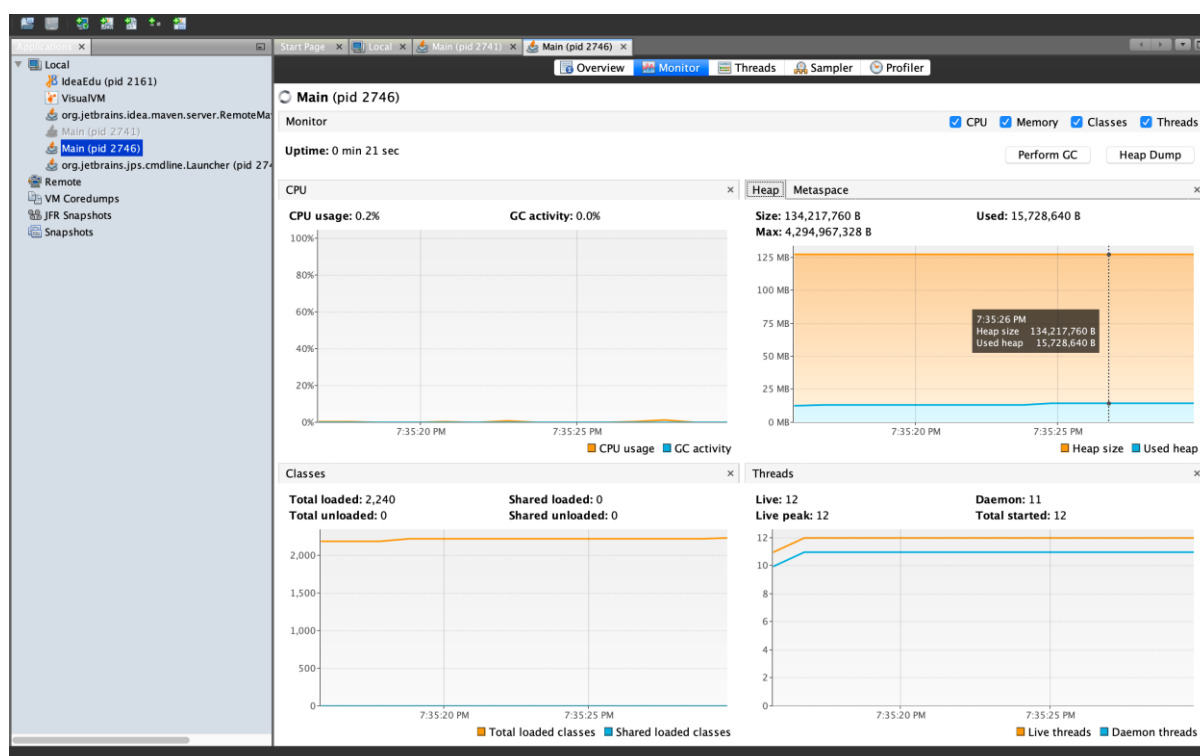 Applications
Start Page
Local
Main (pid 2741)
Main (pid 2746)
Local
IdeaEdu (pid 2161)
VisualVM
org.jetbrains.idea.maven.server.RemoteMa
Main (pid 2741)
Main (pid 2746)
org.jetbrains.jps.cmdline.Launcher (pid 274
Remote
VM Coredumps
JFR Snapshots
Snapshots
Overview
Monitor
Threads
Sampler
Profiler
Main (pid 2746)
Monitor
CPU
Memory
Classes
Threads
Uptime: 0 min 21 sec
Perform GC
Heap Dump
CPU
CPU usage: 0.2%
GC activity: 0.0%
100%
80%
60%
40%
20%
0%
7:35:20 PM
7:35:25 PM
CPU usage
GC activity
Heap
Metaspace
Size: 134,217,760 B
Used: 15,728,640 B
Max: 4,294,967,328 B
125 MB
100 MB
75 MB
50 MB
25 MB
0 MB
7:35:26 PM
Heap size 134,217,760 B
Used heap 15,728,640 B
7:35:20 PM
7:35:25 PM
Heap size
Used heap
Classes
Total loaded: 2,240
Shared loaded: 0
Total unloaded: 0
Shared unloaded: 0
2,000
1,500
1,000
500
0
7:35:20 PM
7:35:25 PM
Total loaded classes
Shared loaded classes
Threads
Live: 12
Daemon: 11
Live peak: 12
Total started: 12
12
10
8
6
4
2
0
7:35:20 PM
7:35:25 PM
Live threads
Daemon threads